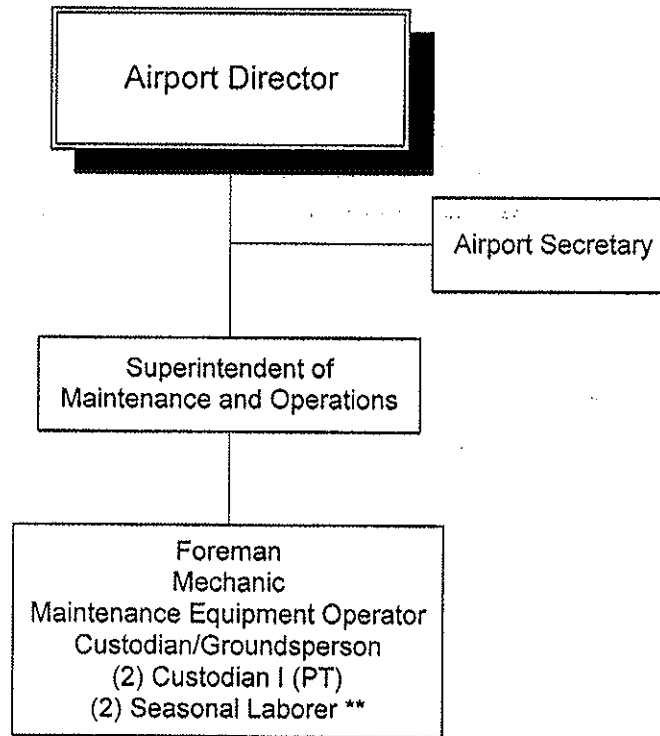 Airport Director
Airport Secretary
Superintendent of
Maintenance and Operations
Foreman
Mechanic
Maintenance Equipment Operator
Custodian/Groundsperson
(2) Custodian I (PT)
(2) Seasonal Laborer **